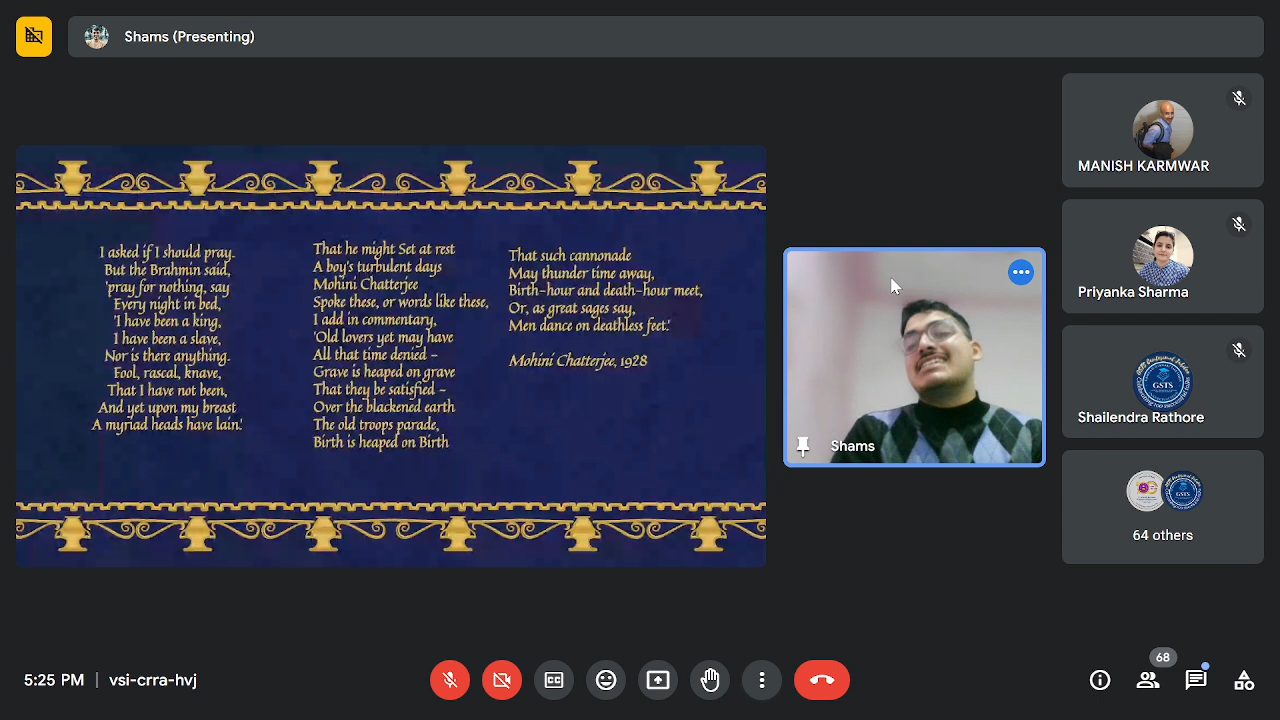 Shams (Presenting)
I asked if I should pray.
But the Brahmin said,
'pray for nothing, say
Every night in bed,
'I have been a king,
I have been a slave,
Nor is there anything.
Fool, rascal, knave,
That I have not been,
And yet upon my breast
A myriad heads have lain.'
That he might Set at rest
A boy's turbulent days
Mohini Chatterjee
Spoke these, or words like these,
I add in commentary,
'Old lovers yet may have
All that time denied –
Grave is heaped on grave
That they be satisfied –
Over the blackened earth
The old troops parade,
Birth is heaped on Birth
That such cannonade
May thunder time away,
Birth-hour and death-hour meet,
Or, as great sages say,
Men dance on deathless feet.'
Mohini Chatterjee, 1928
Shams
MANISH KARMWAR
Priyanka Sharma
GSTS
Shailendra Rathore
GSTS
64 others
5:25 PM | vsi-crra-hvj
CC
68